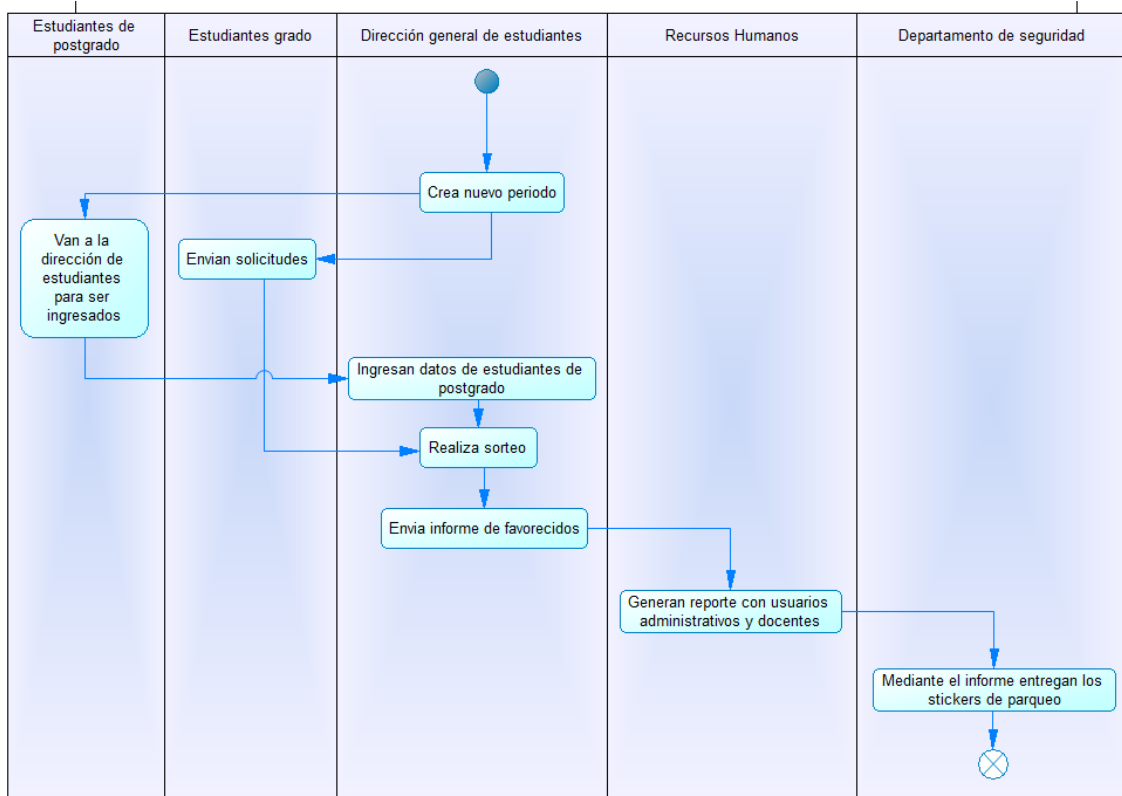 Estudiantes de
postgrado
Estudiantes grado
Dirección general de estudiantes
Recursos Humanos
Departamento de seguridad
Crea nuevo periodo
Van a la
dirección de
estudiantes
para ser
ingresados
Envian solicitudes
Ingresan datos de estudiantes de
postgrado
Realiza sorteo
Envia informe de favorecidos
Generan reporte con usuarios
administrativos y docentes
Mediante el informe entregan los
stickers de parqueo